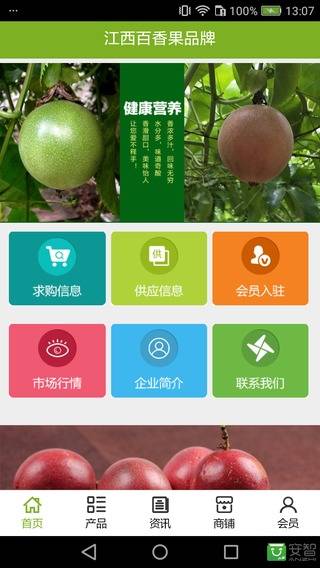 100% 13:07
江西百香果品牌
健康营养
香浓多汁，回味无穷
水分多，味道奇酸
香滑甜口，美味怡人
让您爱不释手！
求购信息
供
供应信息
会员入驻
市场行情
企业简介
联系我们
首页
产品
资讯
商铺
会员
安智